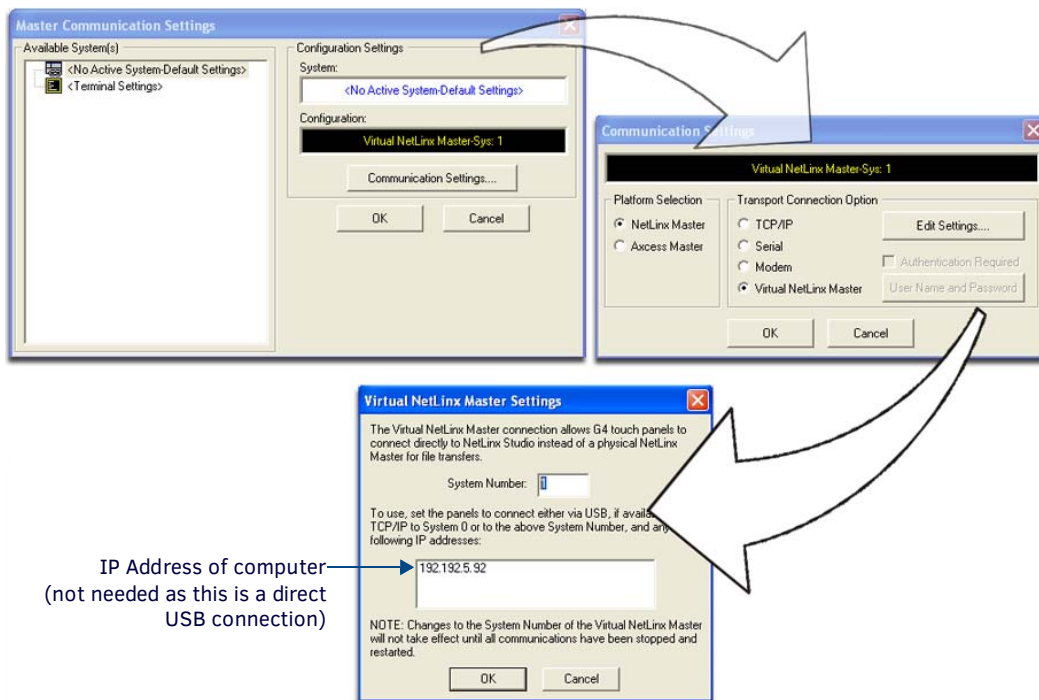 Master Communication Settings
Available System(s)
<No Active System-Default Settings>
<Terminal Settings>
Configuration Settings
System:
<No Active System-Default Settings>
Configuration:
Virtual NetLinx Master-Sys: 1
Communication Settings....
OK
Cancel
Communication Settings
Virtual NetLinx Master-Sys: 1
Platform Selection
NetLinx Master
Axcess Master
Transport Connection Option
TCP/IP
Serial
Modem
Virtual NetLinx Master
Edit Settings....
Authentication Required
User Name and Password
OK
Cancel
Virtual NetLinx Master Settings
The Virtual NetLinx Master connection allows G4 touch panels to
connect directly to NetLinx Studio instead of a physical NetLinx
Master for file transfers.
System Number: 1
To use, set the panels to connect either via USB, if
TCP/IP to System 0 or to the above System Number, and any
following IP addresses:
192.192.5.92
NOTE: Changes to the System Number of the Virtual NetLinx Master
will not take effect until all communications have been stopped and
restarted.
OK
Cancel
IP Address of computer
(not needed as this is a direct
USB connection)